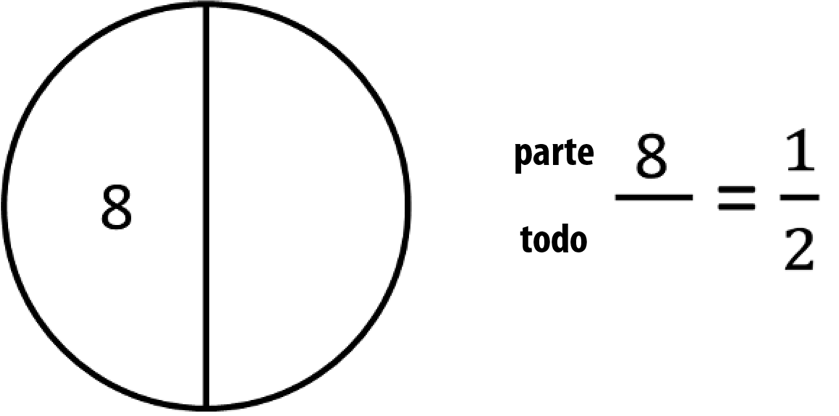 8
parte 8
todo
= 1
2